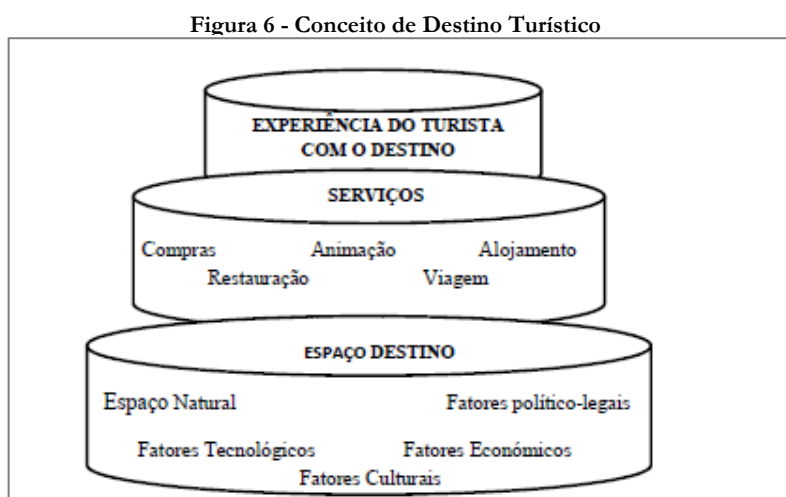 Figura 6 - Conceito de Destino Turístico
EXPERIÊNCIA DO TURISTA
COM O DESTINO
SERVIÇOS
Compras Animação Alojamento
Restauração Viagem
ESPAÇO DESTINO
Espaço Natural Fatores político-legais
Fatores Tecnológicos Fatores Económicos
Fatores Culturais